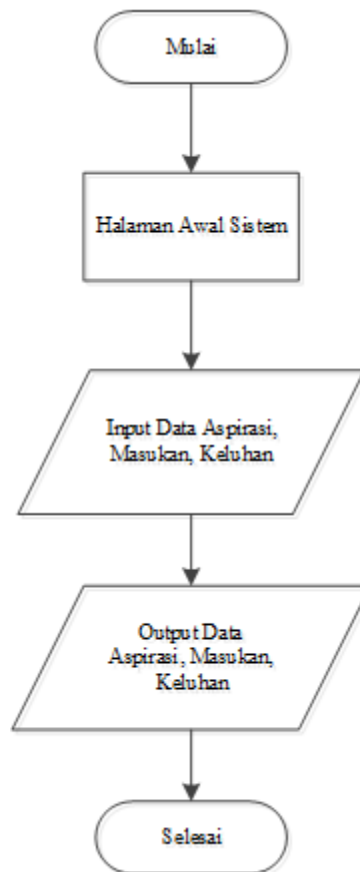 Mulai
Halaman Awal Sistem
Input Data Aspirasi,
Masukan, Keluhan
Output Data
Aspirasi, Masukan,
Keluhan
Selesai